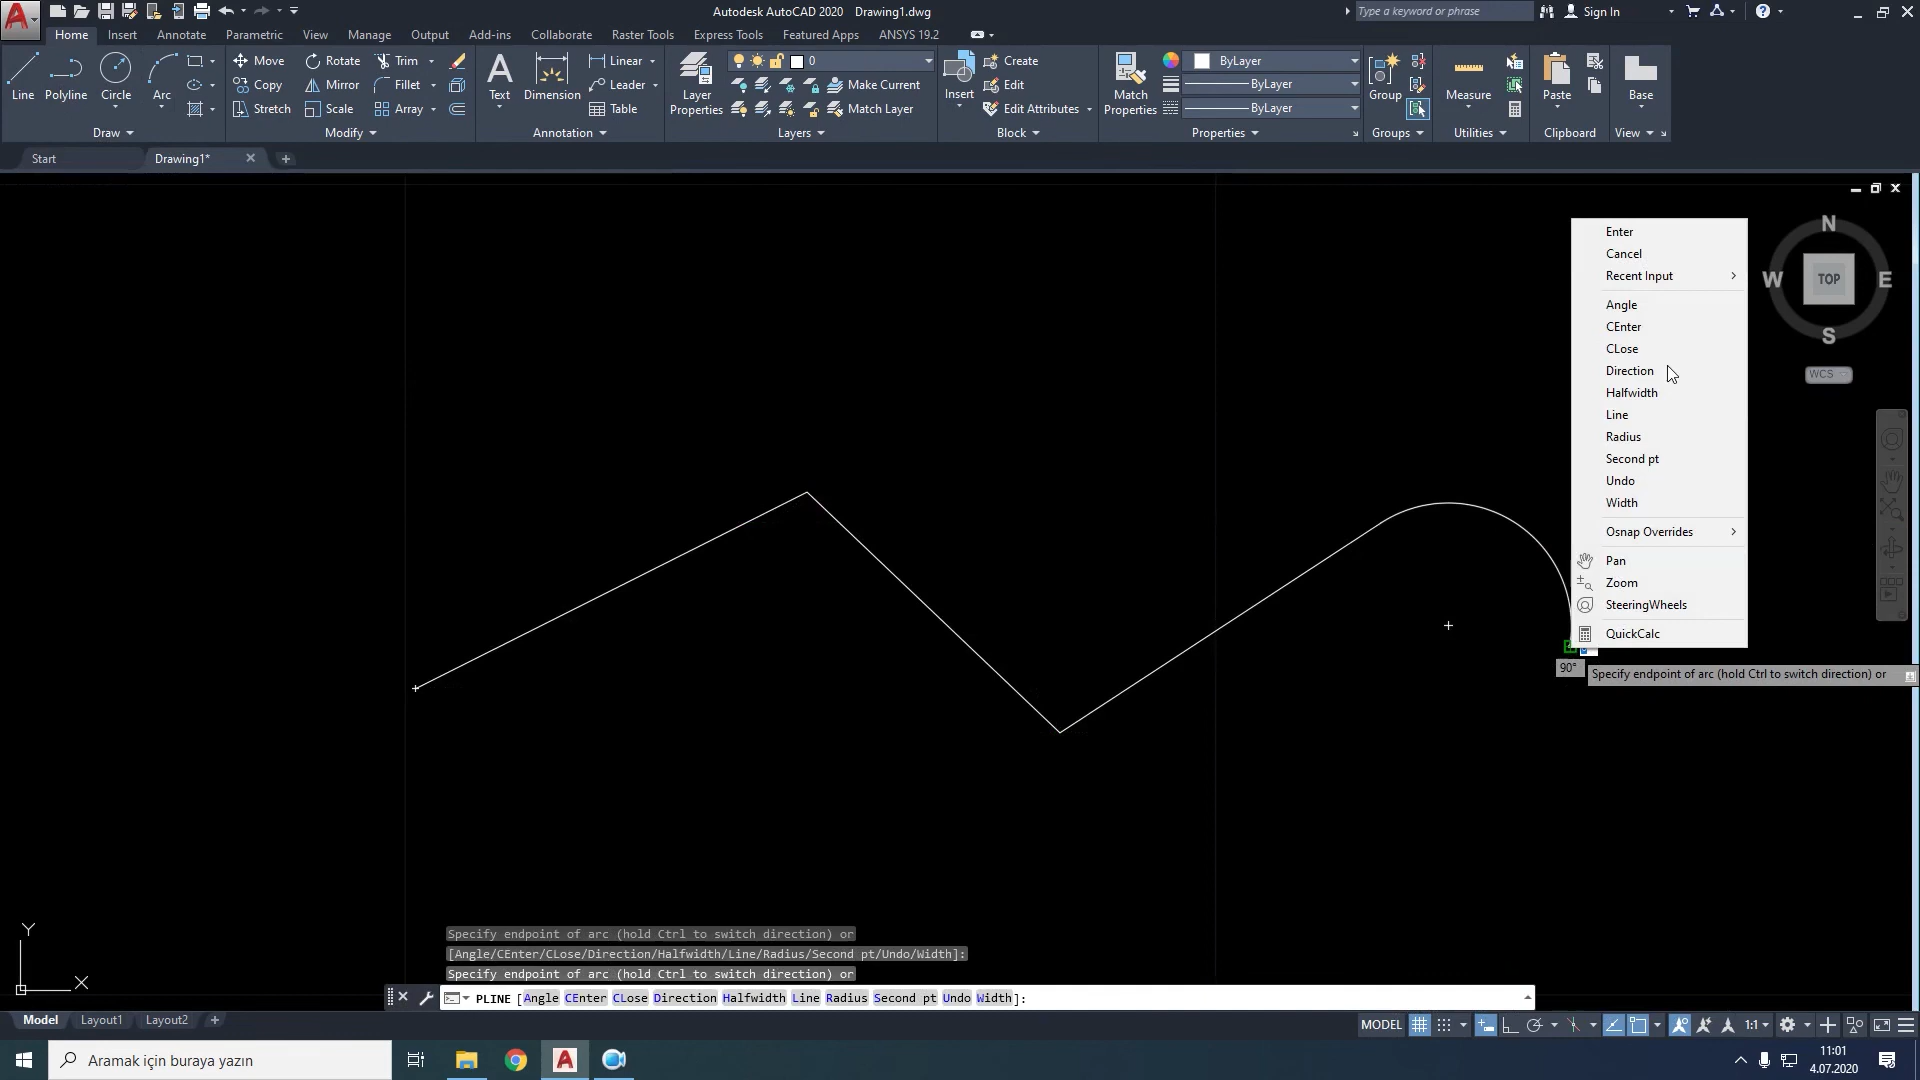 Autodesk AutoCAD 2020 Drawing1.dwg
Type a keyword or phrase
Sign In
Home Insert Annotate Parametric View Manage Output Add-ins Collaborate Raster Tools Express Tools Featured Apps ANSYS 19.2
Line
Polyline
Circle
Arc
Move Rotate Trim
Copy Mirror Fillet
Stretch Scale Array
Text
Dimension
Linear
Leader
Table
Layer Properties
0
Make Current
Match Layer
Insert
Create
Edit
Edit Attributes
Match Properties
ByLayer
ByLayer
ByLayer
Group
Measure
Paste
Base
Draw Modify Annotation Layers Block Properties Groups Utilities Clipboard View
Start Drawing1*
N
W TOP E
S
WCS
Enter
Cancel
Recent Input
Angle
CEnter
CLose
Direction
Halfwidth
Line
Radius
Second pt
Undo
Width
Osnap Overrides
Pan
Zoom
SteeringWheels
QuickCalc
90°
Specify endpoint of arc (hold Ctrl to switch direction) or
Y
X
Specify endpoint of arc (hold Ctrl to switch direction) or
[Angle/CEnter/CLose/Direction/Halfwidth/Line/Radius/Second pt/Undo/Width]:
Specify endpoint of arc (hold Ctrl to switch direction) or
PLINE [Angle CEnter CLose Direction Halfwidth Line Radius Second pt Undo Width]:
Model Layout1 Layout2
MODEL
1:1
Aramak için buraya yazın
11:01
4.07.2020